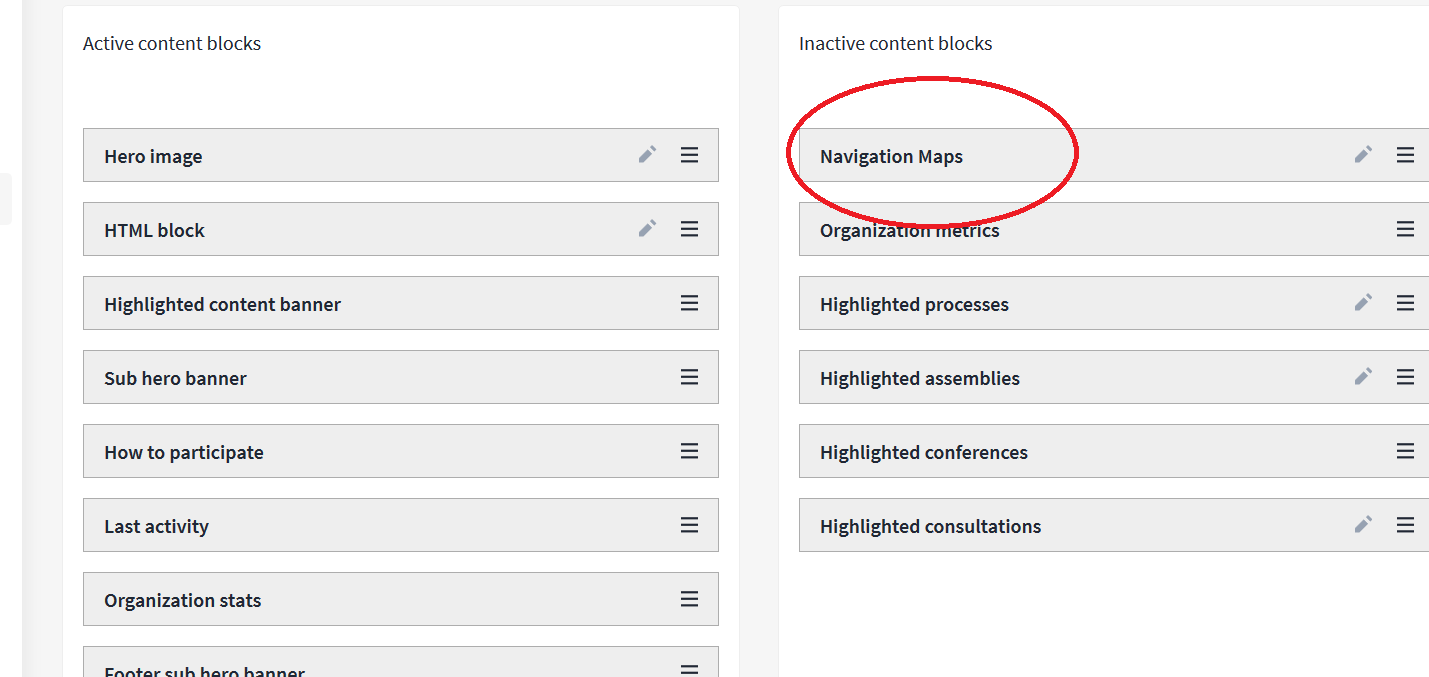 Active content blocks
Hero image
HTML block
Highlighted content banner
Sub hero banner
How to participate
Last activity
Organization stats
Footer sub hero banner
Inactive content blocks
Navigation Maps
Organization metrics
Highlighted processes
Highlighted assemblies
Highlighted conferences
Highlighted consultations